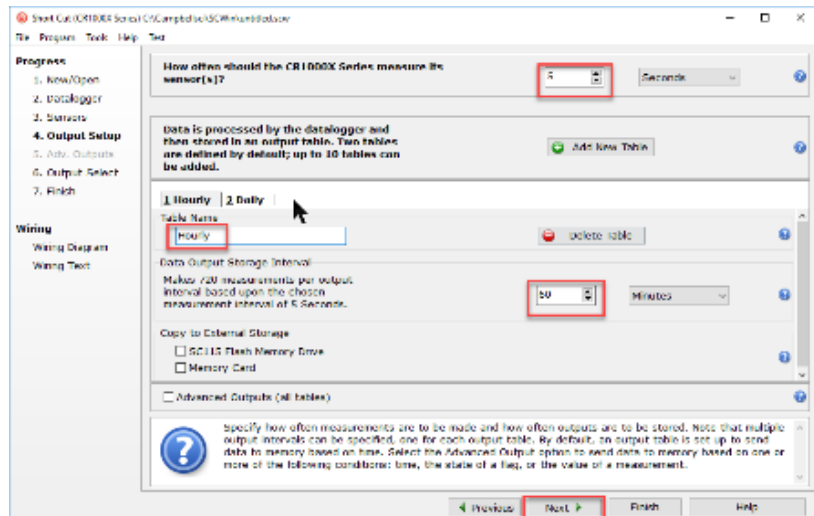 Short Cut (CR1000X Series) C:\Campbellsci\SCWin\untitled.scw
File Program Tools Help Test
Progress
1. New/Open
2. Datalogger
3. Sensors
4. Output Setup
5. Adv. Outputs
6. Output Select
7. Finish
Wiring
Wiring Diagram
Wiring Text
How often should the CR1000X Series measure its
sensor(s)?
5
Seconds
Data is processed by the datalogger and
then stored in an output table. Two tables
are defined by default; up to 10 tables can
be added.
Add New Table
1 Hourly 2 Daily
Table Name
Hourly
Delete Table
Data Output Storage Interval
Makes 720 measurements per output
interval based upon the chosen
measurement interval of 5 Seconds.
60
Minutes
Copy to External Storage
SC115 Flash Memory Drive
Memory Card
Advanced Outputs (all tables)
Specify how often measurements are to be made and how often outputs are to be stored. Note that multiple
output intervals can be specified, one for each output table. By default, an output table is set up to send
data to memory based on time. Select the Advanced Output option to send data to memory based on one or
more of the following conditions: time, the state of a flag, or the value of a measurement.
Previous Next Finish Help